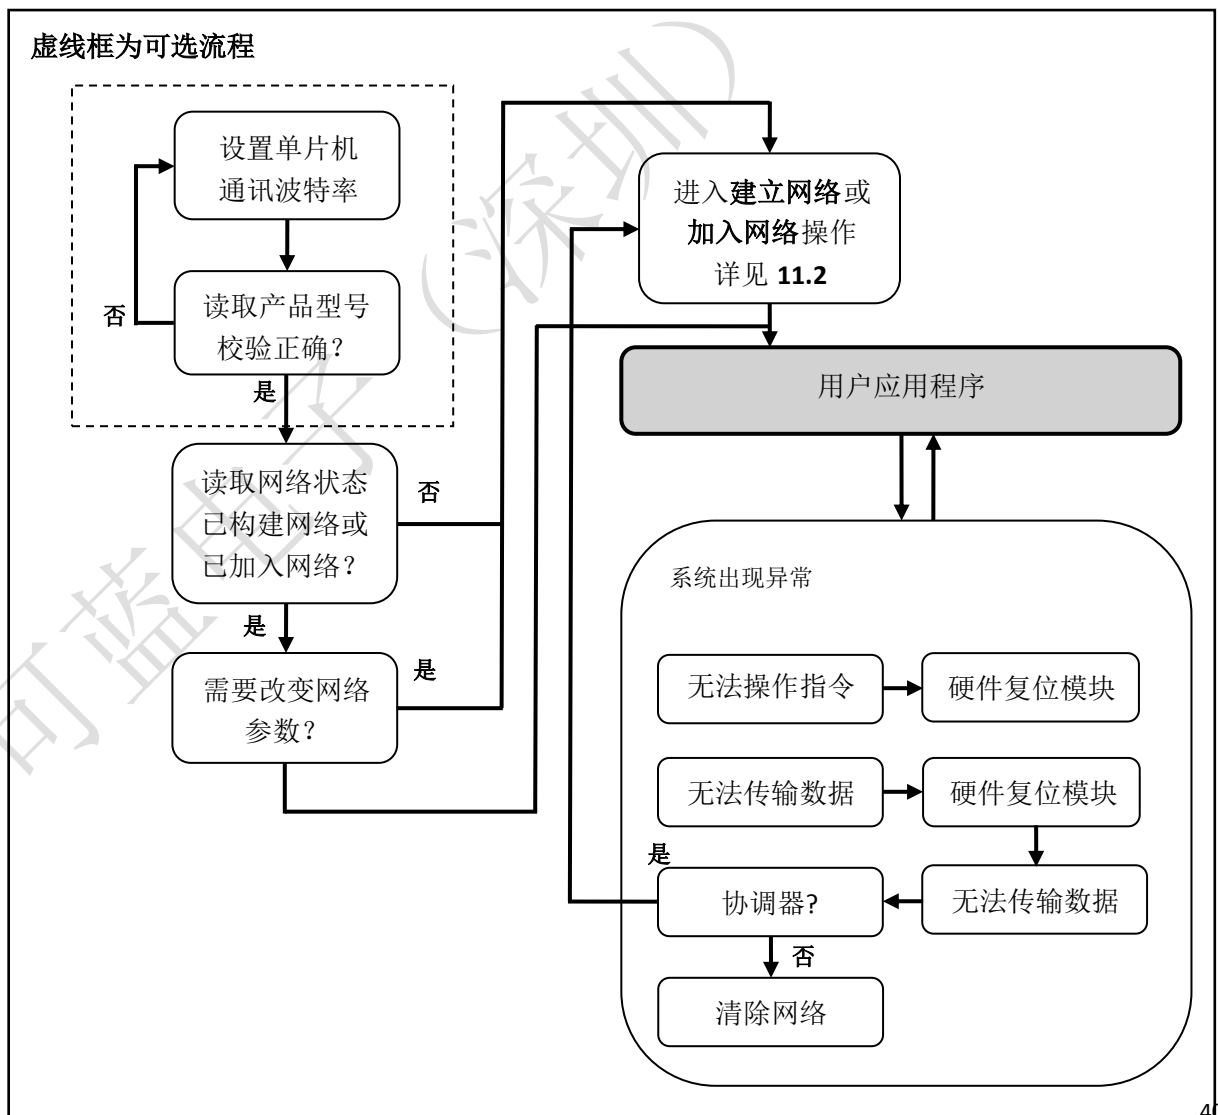 虚线框为可选流程
设置单片机
通讯波特率
否
读取产品型号
校验正确？
是
读取网络状态
已构建网络或
已加入网络？
否
是
需要改变网络
参数？
是
进入建立网络或
加入网络操作
详见 11.2
用户应用程序
系统出现异常
无法操作指令
硬件复位模块
无法传输数据
硬件复位模块
无法传输数据
是
协调器?
否
清除网络
可蓝电子（深圳）